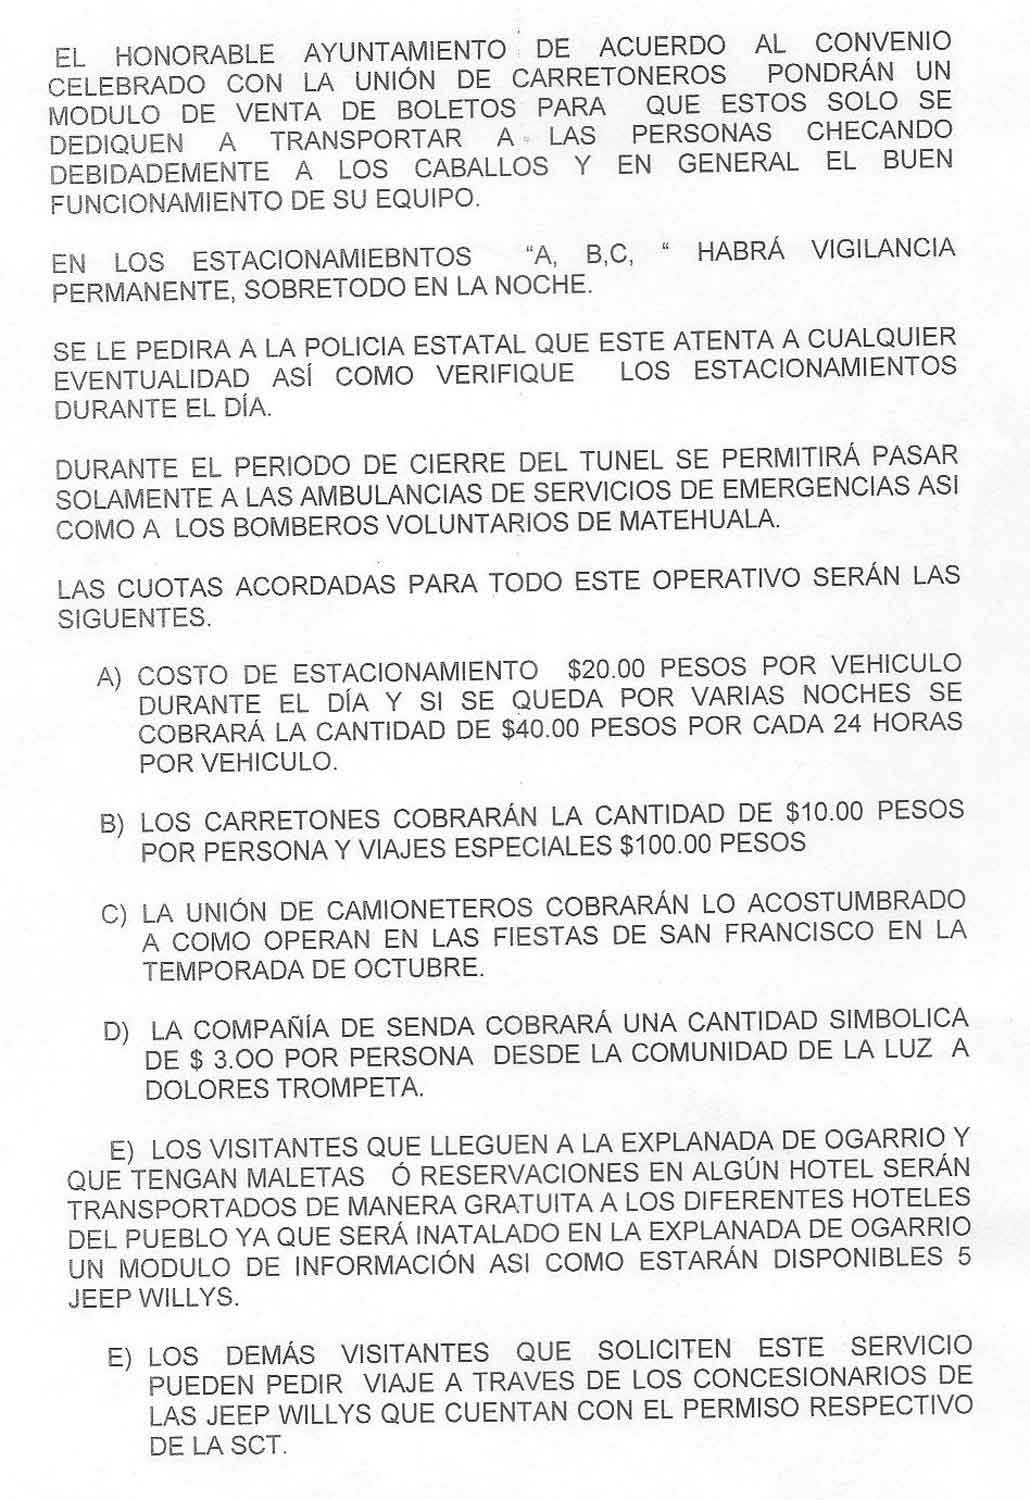 EL HONORABLE AYUNTAMIENTO DE ACUERDO AL CONVENIO
CELEBRADO CON LA UNIÓN DE CARRETONEROS PONDRÁN UN
MODULO DE VENTA DE BOLETOS PARA QUE ESTOS SOLO SE
DEDIQUEN A TRANSPORTAR A LAS PERSONAS CHECANDO
DEBIDADEMENTE A LOS CABALLOS Y EN GENERAL EL BUEN
FUNCIONAMIENTO DE SU EQUIPO.
EN LOS ESTACIONAMIEBNTOS “A, B,C, “ HABRÁ VIGILANCIA
PERMANENTE, SOBRETODO EN LA NOCHE.
SE LE PEDIRA A LA POLICIA ESTATAL QUE ESTE ATENTA A CUALQUIER
EVENTUALIDAD ASÍ COMO VERIFIQUE LOS ESTACIONAMIENTOS
DURANTE EL DÍA.
DURANTE EL PERIODO DE CIERRE DEL TUNEL SE PERMITIRÁ PASAR
SOLAMENTE A LAS AMBULANCIAS DE SERVICIOS DE EMERGENCIAS ASI
COMO A LOS BOMBEROS VOLUNTARIOS DE MATEHUALA.
LAS CUOTAS ACORDADAS PARA TODO ESTE OPERATIVO SERÁN LAS
SIGUENTES.
A) COSTO DE ESTACIONAMIENTO $20.00 PESOS POR VEHICULO
DURANTE EL DÍA Y SI SE QUEDA POR VARIAS NOCHES SE
COBRARÁ LA CANTIDAD DE $40.00 PESOS POR CADA 24 HORAS
POR VEHICULO.
B) LOS CARRETONES COBRARÁN LA CANTIDAD DE $10.00 PESOS
POR PERSONA Y VIAJES ESPECIALES $100.00 PESOS
C) LA UNIÓN DE CAMIONETEROS COBRARÁN LO ACOSTUMBRADO
A COMO OPERAN EN LAS FIESTAS DE SAN FRANCISCO EN LA
TEMPORADA DE OCTUBRE.
D) LA COMPAÑÍA DE SENDA COBRARÁ UNA CANTIDAD SIMBOLICA
DE $ 3.OO POR PERSONA DESDE LA COMUNIDAD DE LA LUZ A
DOLORES TROMPETA.
E) LOS VISITANTES QUE LLEGUEN A LA EXPLANADA DE OGARRIO Y
QUE TENGAN MALETAS Ó RESERVACIONES EN ALGÚN HOTEL SERÁN
TRANSPORTADOS DE MANERA GRATUITA A LOS DIFERENTES HOTELES
DEL PUEBLO YA QUE SERÁ INATALADO EN LA EXPLANADA DE OGARRIO
UN MODULO DE INFORMACIÓN ASI COMO ESTARÁN DISPONIBLES 5
JEEP WILLYS.
E) LOS DEMÁS VISITANTES QUE SOLICITEN ESTE SERVICIO
PUEDEN PEDIR VIAJE A TRAVES DE LOS CONCESIONARIOS DE
LAS JEEP WILLYS QUE CUENTAN CON EL PERMISO RESPECTIVO
DE LA SCT.